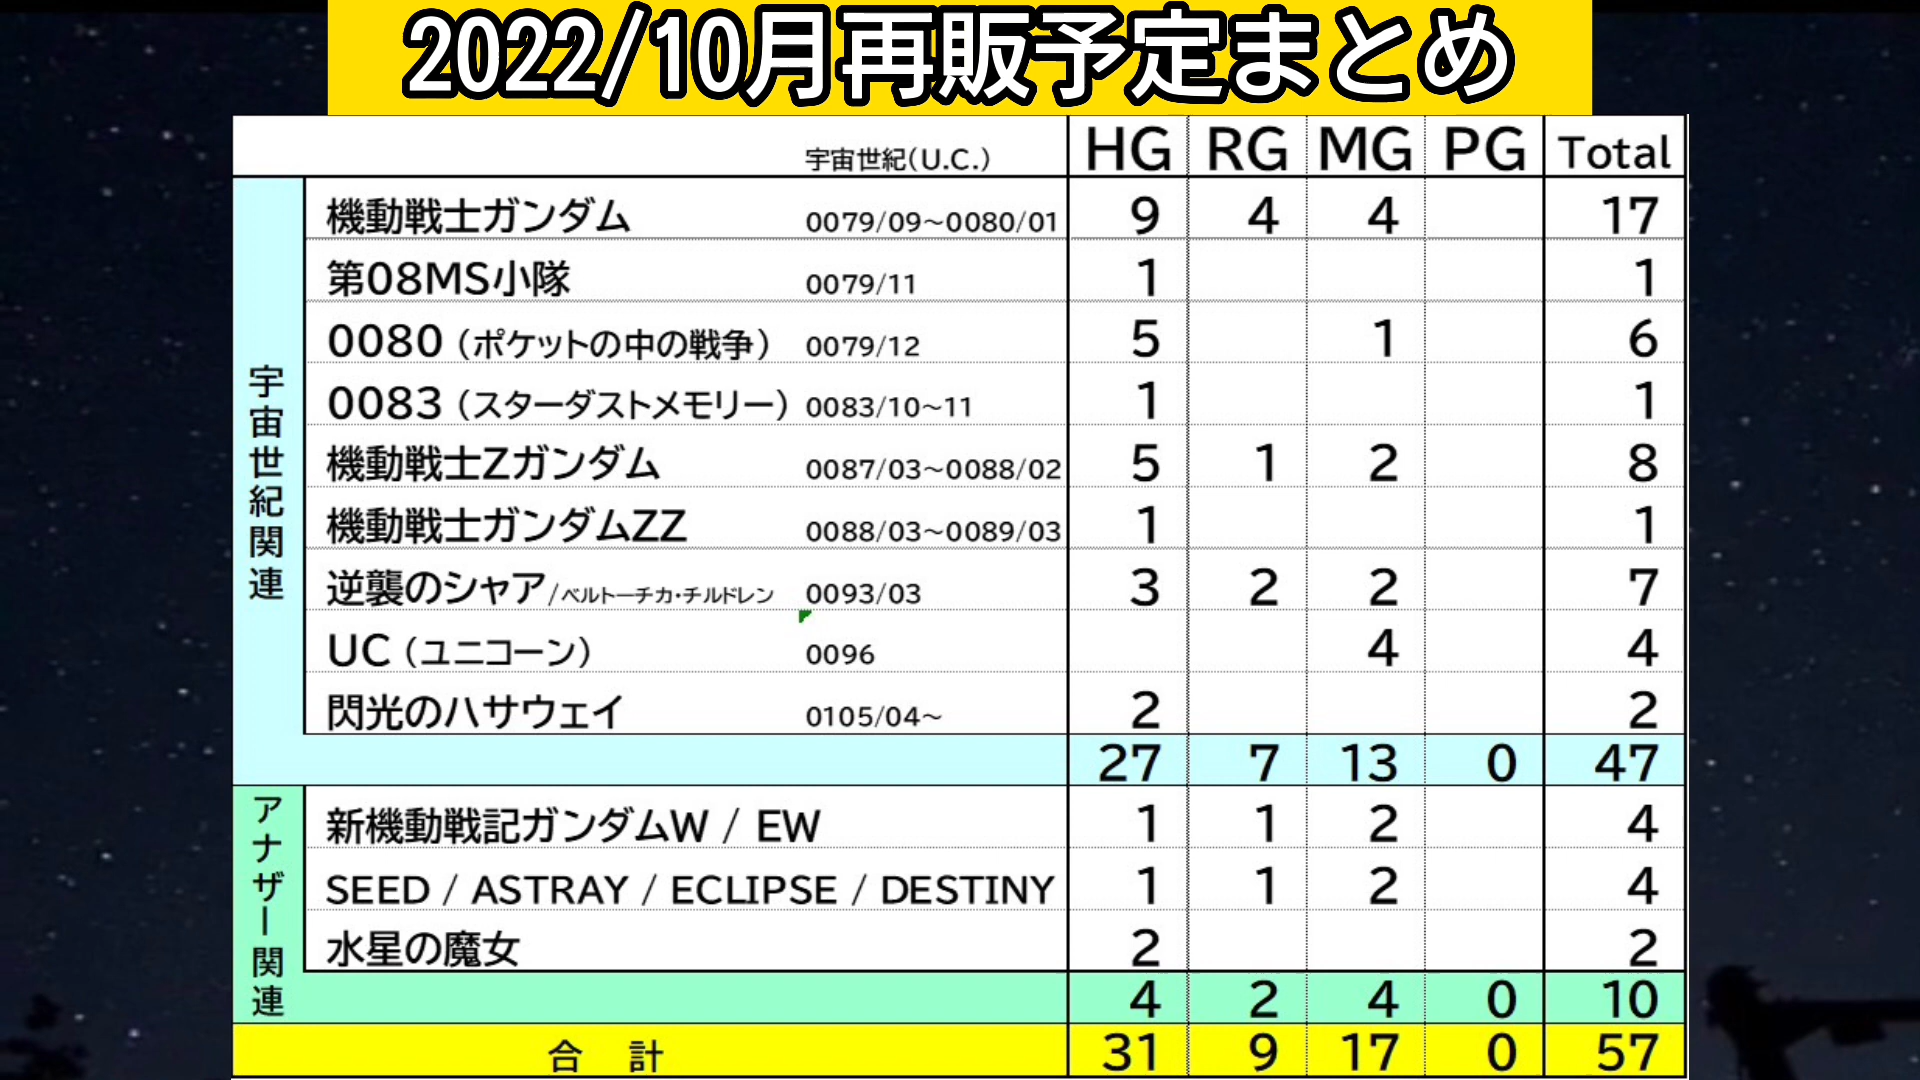 2022/10月再販予定まとめ
宇宙世紀(U.C.) HG RG MG PG Total
宇宙世紀関連
機動戦士ガンダム 0079/09~0080/01 9 4 4 17
第08MS小隊 0079/11 1 1
0080 (ポケットの中の戦争) 0079/12 5 1 6
0083 (スターダストメモリー) 0083/10~11 1 1
機動戦士Zガンダム 0087/03~0088/02 5 1 2 8
機動戦士ガンダムZZ 0088/03~0089/03 1 1
逆襲のシャア/ベルトーチカ・チルドレン 0093/03 3 2 2 7
UC (ユニコーン) 0096 4 4
閃光のハサウェイ 0105/04~ 2 2
27 7 13 0 47
アナザー関連
新機動戦記ガンダムW / EW 1 1 2 4
SEED / ASTRAY / ECLIPSE / DESTINY 1 1 2 4
水星の魔女 2 2
4 2 4 0 10
合 計 31 9 17 0 57